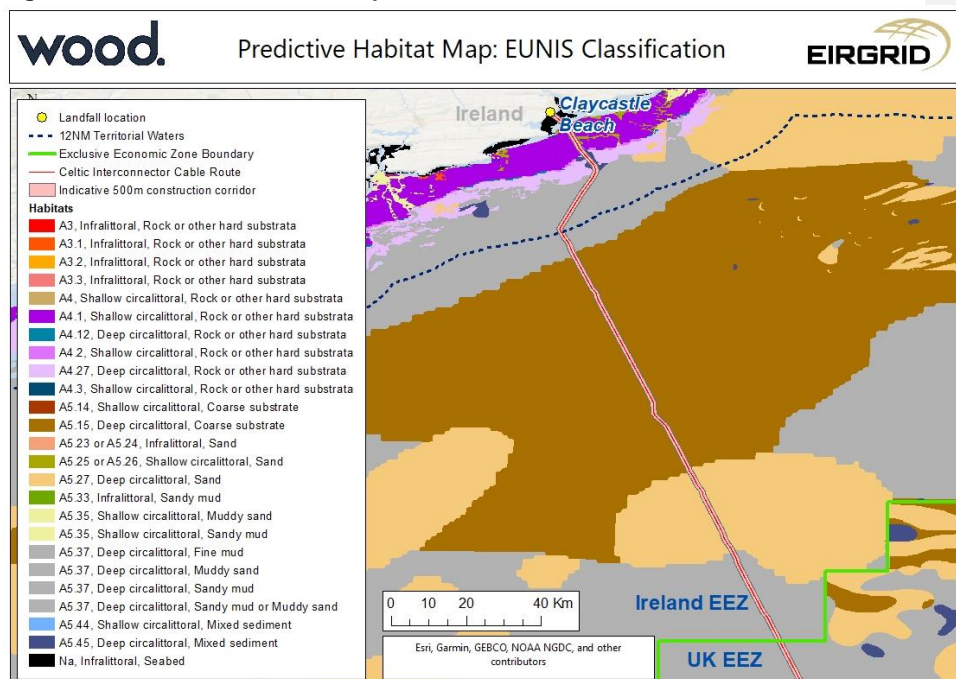 wood.
Predictive Habitat Map: EUNIS Classification
EIRGRID
Landfall location
12NM Territorial Waters
Exclusive Economic Zone Boundary
Celtic Interconnector Cable Route
Indicative 500m construction corridor
Habitats
A3, Infralittoral, Rock or other hard substrata
A3.1, Infralittoral, Rock or other hard substrata
A3.2, Infralittoral, Rock or other hard substrata
A3.3, Infralittoral, Rock or other hard substrata
A4, Shallow circalittoral, Rock or other hard substrata
A4.1, Shallow circalittoral, Rock or other hard substrata
A4.12, Deep circalittoral, Rock or other hard substrata
A4.2, Shallow circalittoral, Rock or other hard substrata
A4.27, Deep circalittoral, Rock or other hard substrata
A4.3, Shallow circalittoral, Rock or other hard substrata
A5.14, Shallow circalittoral, Coarse substrate
A5.15, Deep circalittoral, Coarse substrate
A5.23 or A5.24, Infralittoral, Sand
A5.25 or A5.26, Shallow circalittoral, Sand
A5.27, Deep circalittoral, Sand
A5.33, Infralittoral, Sandy mud
A5.35, Shallow circalittoral, Muddy sand
A5.35, Shallow circalittoral, Sandy mud
A5.37, Deep circalittoral, Fine mud
A5.37, Deep circalittoral, Muddy sand
A5.37, Deep circalittoral, Sandy mud
A5.37, Deep circalittoral, Sandy mud or Muddy sand
A5.44, Shallow circalittoral, Mixed sediment
A5.45, Deep circalittoral, Mixed sediment
Na, Infralittoral, Seabed
Ireland
Claycastle
Beach
0 10 20 40 Km
Esri, Garmin, GEBCO, NOAA NGDC, and other
contributors
Ireland EEZ
UK EEZ